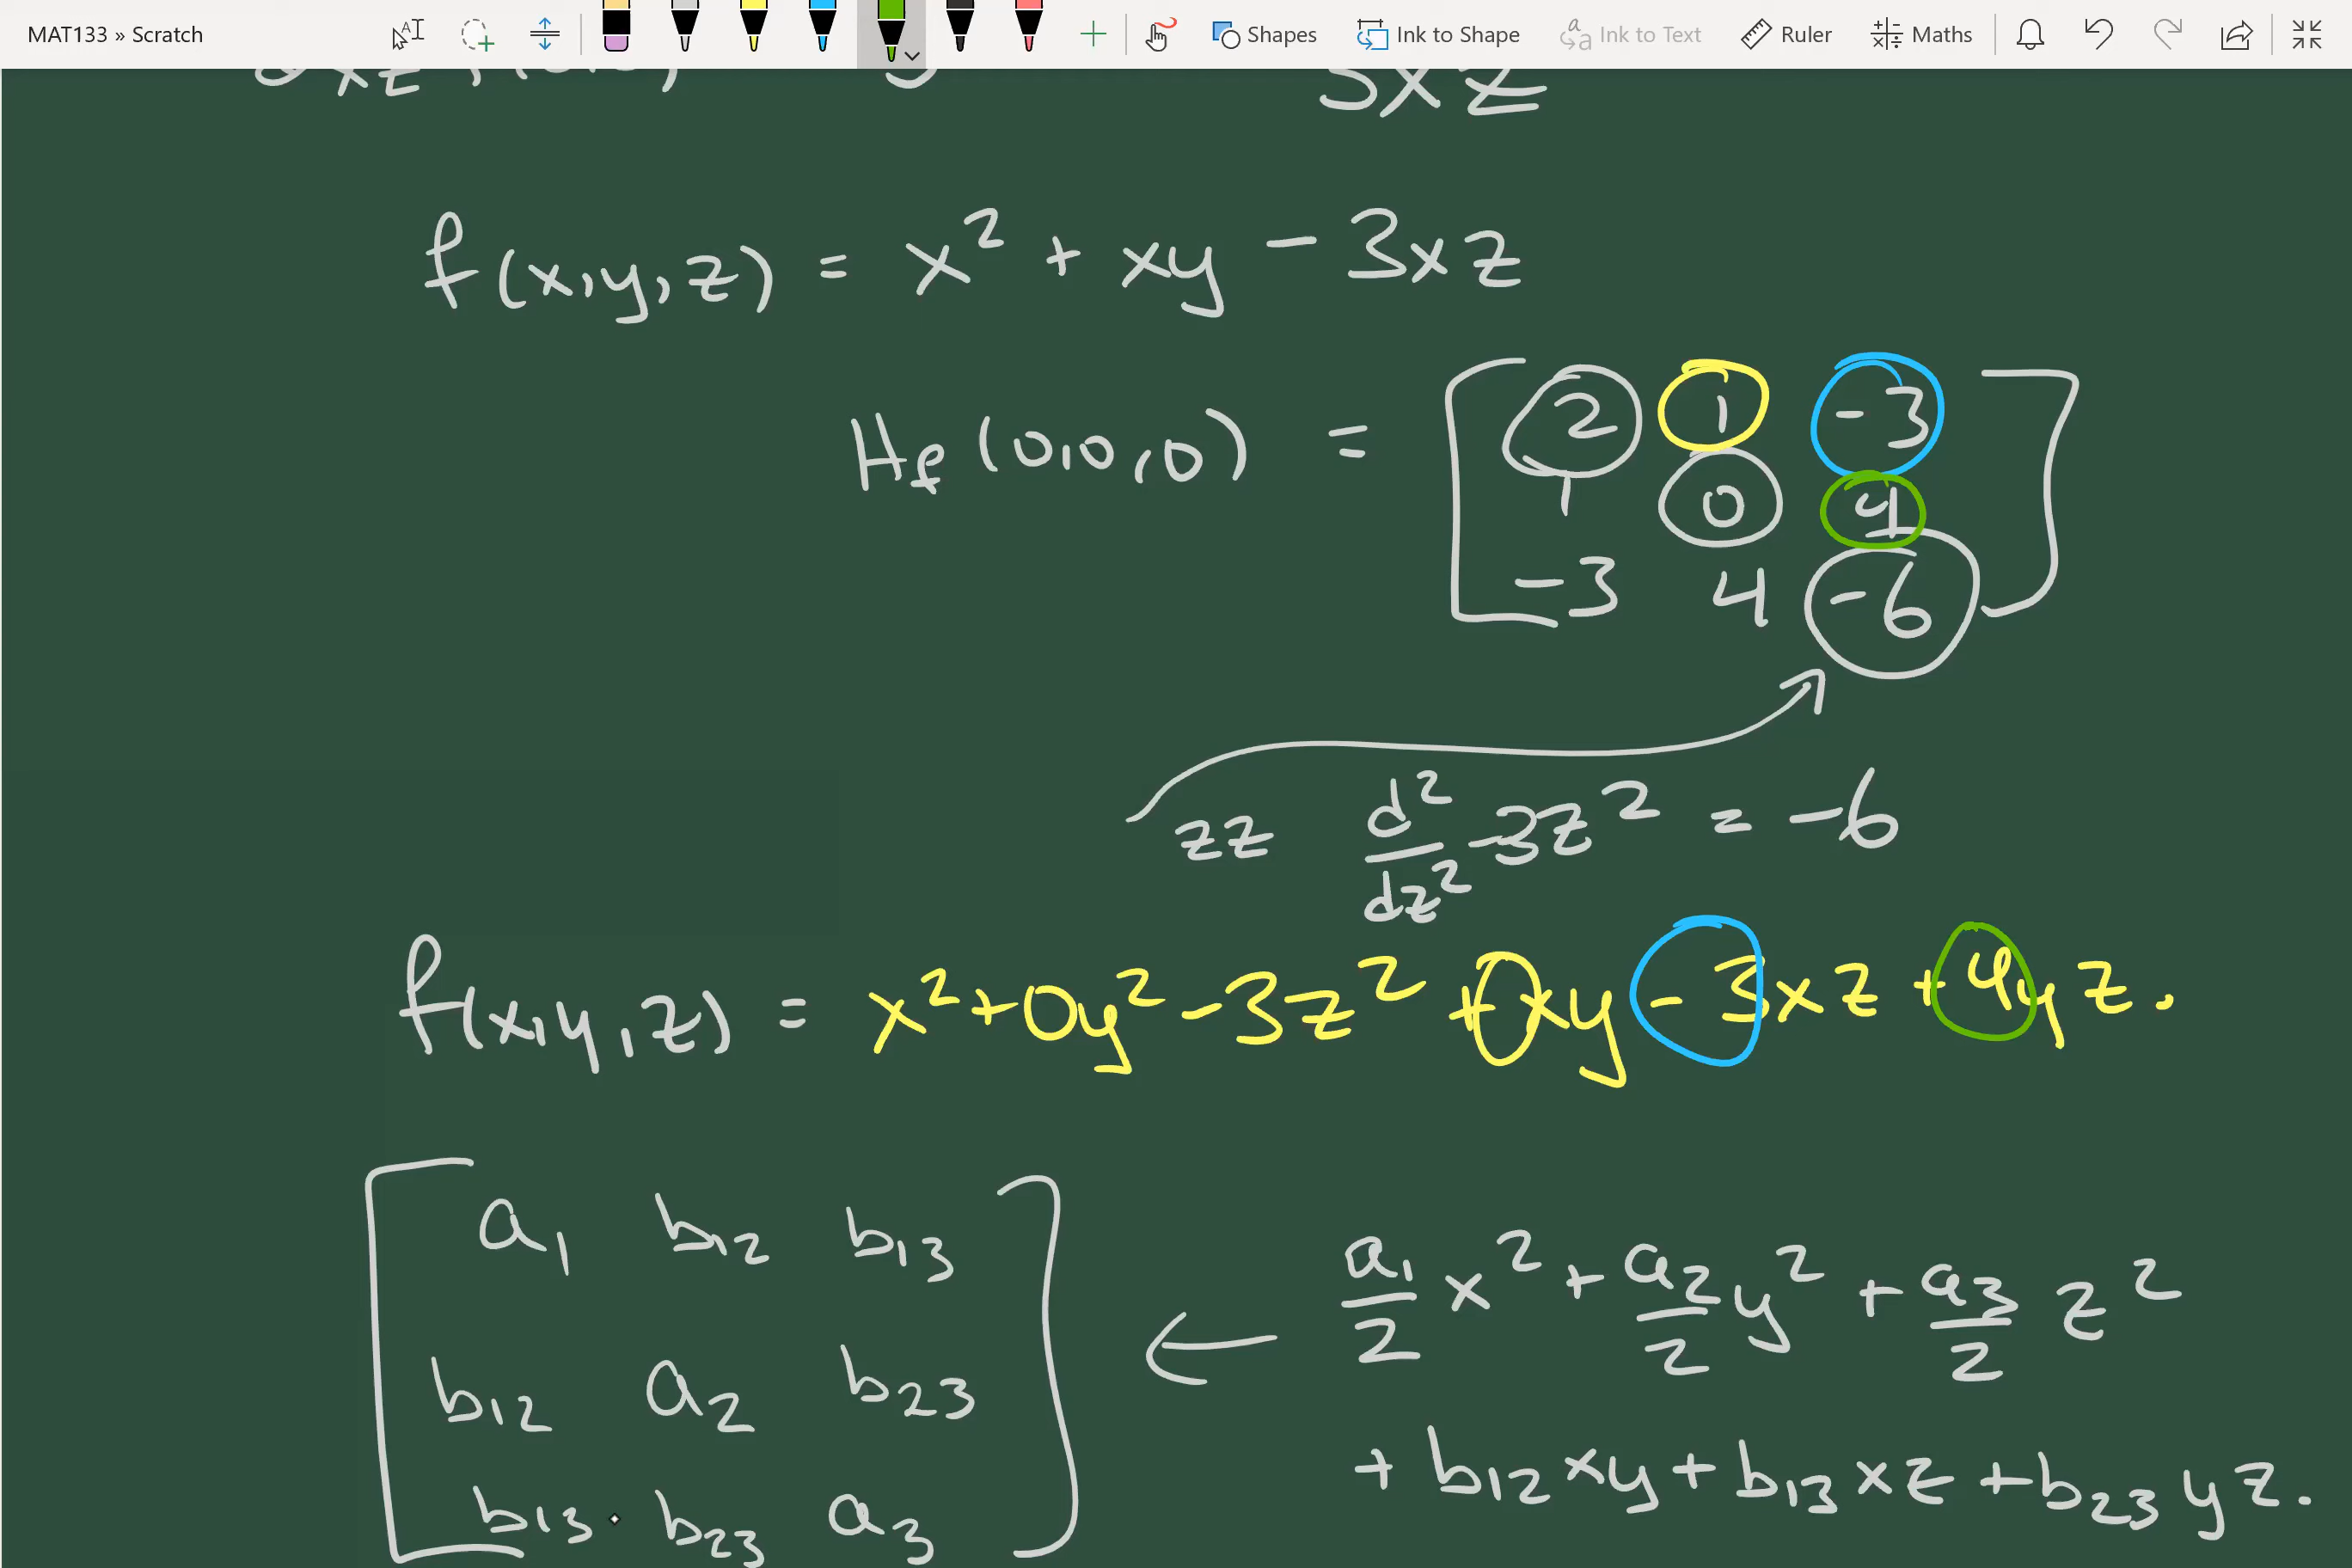 MAT133 » Scratch Shapes Ink to Shape Ink to Text Ruler Maths
3xz
f(x,y,z) = x² + xy - 3xz
H_f(0,0,0) = [2 1 -3
1 0 4
-3 4 -6]
zz d²/dz² -3z² = -6
f(x,y,z) = x² + 0y² - 3z² + xy - 3xz + 4yz.
[a₁ b₁₂ b₁₃
b₁₂ a₂ b₂₃
b₁₃ b₂₃ a₃]
← a₁/2 x² + a₂/2 y² + a₃/2 z²
+ b₁₂xy + b₁₃xz + b₂₃yz.